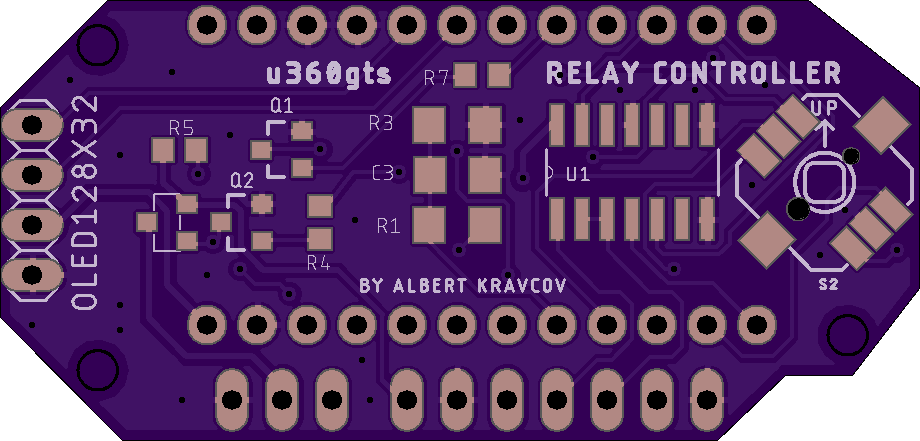 u360gts
RELAY CONTROLLER
R7
Q1
UP
R3
R5
OLED128X32
C3
U1
Q2
R1
R4
BY ALBERT KRAVCOV
S2